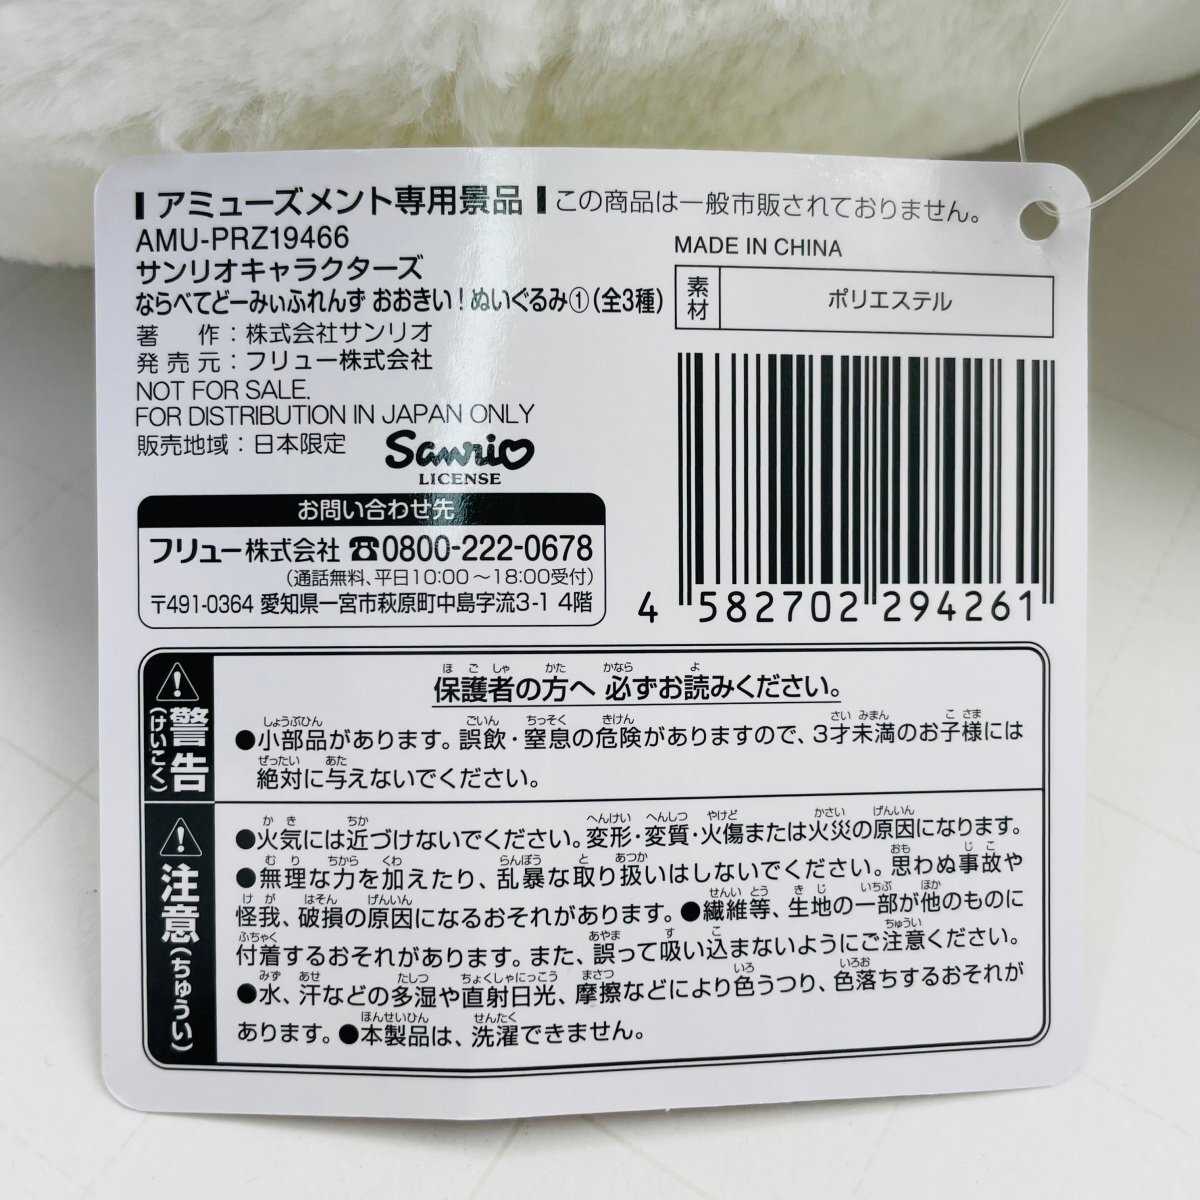 アミューズメント専用景品 この商品は一般市販されておりません。
AMU-PRZ19466
サンリオキャラクターズ
ならべてどーみぃふれんず おおきい!ぬいぐるみ①(全3種)
著 作:株式会社サンリオ
発売元:フリュー株式会社
NOT FOR SALE.
FOR DISTRIBUTION IN JAPAN ONLY
販売地域:日本限定
Sanrio
LICENSE
MADE IN CHINA
素材 ポリエステル
お問い合わせ先
フリュー株式会社 ☎0800-222-0678
(通話無料、平日10:00〜18:00受付)
〒491-0364 愛知県一宮市萩原町中島字流3-1 4階
4 582702 294261
警告(けいこく)
保護者の方へ 必ずお読みください。
●小部品があります。誤飲・窒息の危険がありますので、3才未満のお子様には
絶対に与えないでください。
注意(ちゅうい)
●火気には近づけないでください。変形・変質・火傷または火災の原因になります。
●無理な力を加えたり、乱暴な取り扱いはしないでください。思わぬ事故や
怪我、破損の原因になるおそれがあります。●繊維等、生地の一部が他のものに
付着するおそれがあります。また、誤って吸い込まないようにご注意ください。
●水、汗などの多湿や直射日光、摩擦などにより色うつり、色落ちするおそれが
あります。●本製品は、洗濯できません。